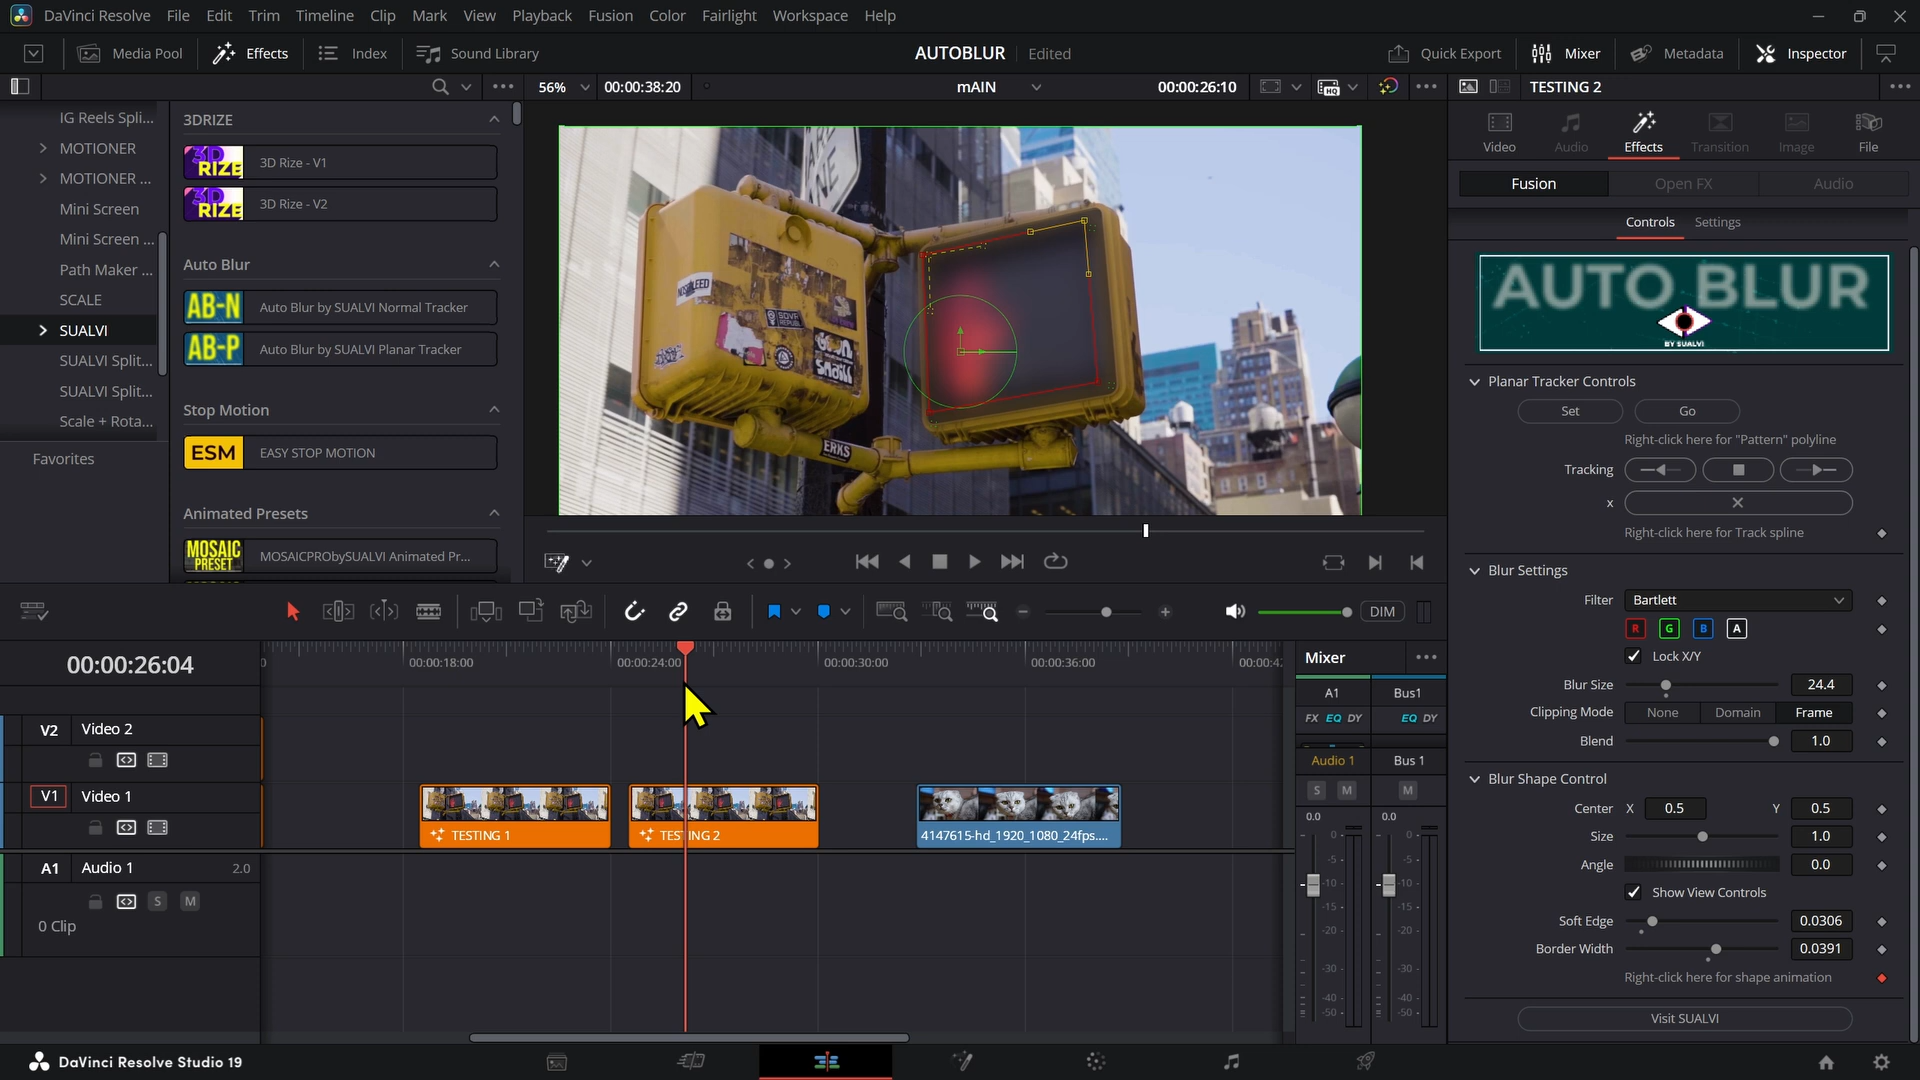 DaVinci Resolve File Edit Trim Timeline Clip Mark View Playback Fusion Color Fairlight Workspace Help
Media Pool Effects Index Sound Library AUTOBLUR Edited Quick Export Mixer Metadata Inspector
56% 00:00:38:20 mAIN 00:00:26:10 HQ TESTING 2
IG Reels Spli...
MOTIONER
MOTIONER ...
Mini Screen
Mini Screen ...
Path Maker ...
SCALE
SUALVI
SUALVI Split...
SUALVI Split...
Scale + Rota...
Favorites
3DRIZE
3D RIZE 3D Rize - V1
3D RIZE 3D Rize - V2
Auto Blur
AB-N Auto Blur by SUALVI Normal Tracker
AB-P Auto Blur by SUALVI Planar Tracker
Stop Motion
ESM EASY STOP MOTION
Animated Presets
MOSAIC PRESET MOSAICPRObySUALVI Animated Pr...
ERKS
Video Audio Effects Transition Image File
Fusion Open FX Audio
Controls Settings
AUTO BLUR
BY SUALVI
Planar Tracker Controls
Set Go
Right-click here for "Pattern" polyline
Tracking
x
Right-click here for Track spline
Blur Settings
Filter Bartlett
R G B A
Lock X/Y
Blur Size 24.4
Clipping Mode None Domain Frame
Blend 1.0
Blur Shape Control
Center X 0.5 Y 0.5
Size 1.0
Angle 0.0
Show View Controls
Soft Edge 0.0306
Border Width 0.0391
Right-click here for shape animation
Visit SUALVI
DIM
00:00:26:04
00:00:18:00 00:00:24:00 00:00:30:00 00:00:36:00 00:00:42
V2 Video 2
V1 Video 1
TESTING 1
TESTING 2
4147615-hd_1920_1080_24fps....
A1 Audio 1 2.0
S M
0 Clip
Mixer
A1 Bus1
FX EQ DY EQ DY
Audio 1 Bus 1
S M M
0.0 0.0
0 0
-5 -5
-10 -10
-15 -15
-20 -20
-30 -30
-40 -40
-50 -50
DaVinci Resolve Studio 19